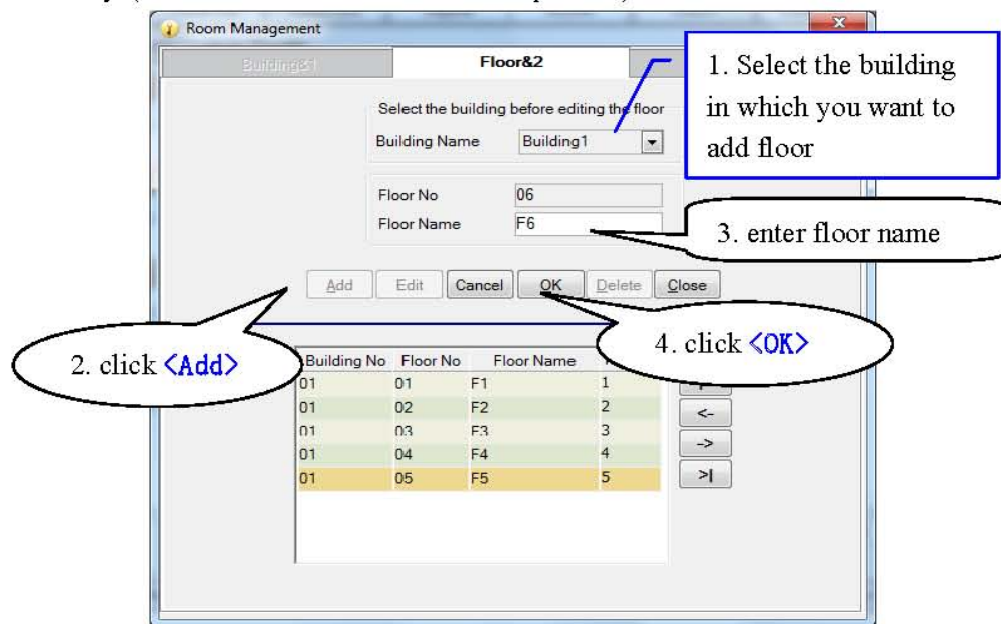 Room Management
Building&1
Floor&2
1. Select the building
in which you want to
add floor
Select the building before editing the floor
Building Name Building1
Floor No 06
Floor Name F6
3. enter floor name
Add Edit Cancel OK Delete Close
2. click <Add>
4. click <OK>
Building No Floor No Floor Name
01 01 F1 1
01 02 F2 2
01 03 F3 3
01 04 F4 4
01 05 F5 5
<-
->
>|